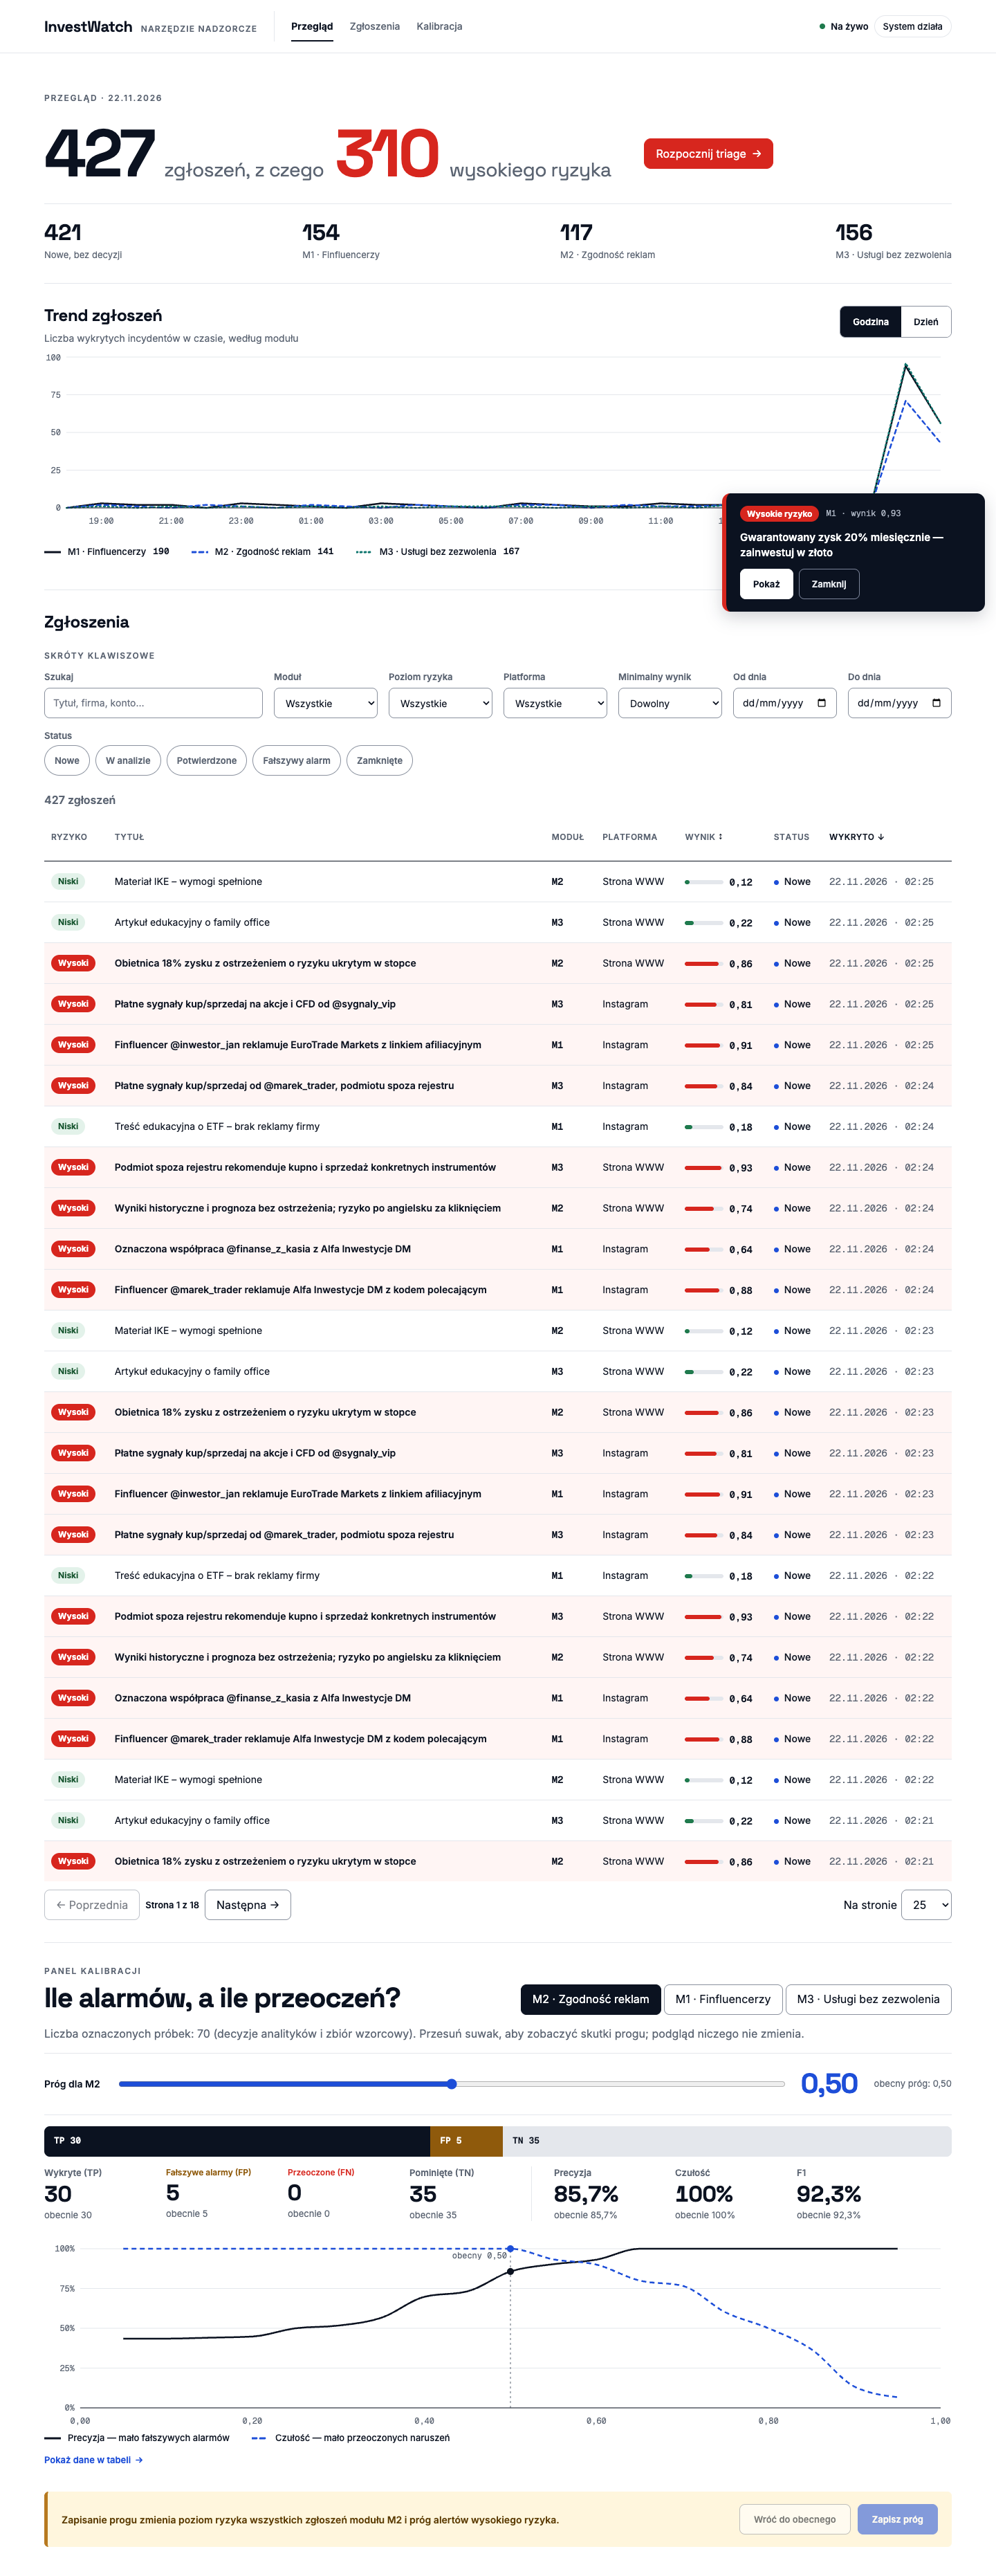 InvestWatch NARZĘDZIE NADZORCZE Przegląd Zgłoszenia Kalibracja Na żywo System działa
PRZEGLĄD · 22.11.2026
427 zgłoszeń, z czego 310 wysokiego ryzyka Rozpocznij triage →
421 154 117 156
Nowe, bez decyzji M1 · Finfluencerzy M2 · Zgodność reklam M3 · Usługi bez zezwolenia
Trend zgłoszeń Godzina Dzień
Liczba wykrytych incydentów w czasie, według modułu
100
75
50
25
0
19:00 21:00 23:00 01:00 03:00 05:00 07:00 09:00 11:00 1
M1 · Finfluencerzy 190 M2 · Zgodność reklam 141 M3 · Usługi bez zezwolenia 167
Wysokie ryzyko M1 · wynik 0,93
Gwarantowany zysk 20% miesięcznie —
zainwestuj w złoto
Pokaż Zamknij
Zgłoszenia
SKRÓTY KLAWISZOWE
Szukaj Moduł Poziom ryzyka Platforma Minimalny wynik Od dnia Do dnia
Tytuł, firma, konto... Wszystkie Wszystkie Wszystkie Dowolny dd/mm/yyyy dd/mm/yyyy
Status
Nowe W analizie Potwierdzone Fałszywy alarm Zamknięte
427 zgłoszeń
RYZYKO TYTUŁ MODUŁ PLATFORMA WYNIK ↕ STATUS WYKRYTO ↓
Niski Materiał IKE – wymogi spełnione M2 Strona WWW 0,12 Nowe 22.11.2026 · 02:25
Niski Artykuł edukacyjny o family office M3 Strona WWW 0,22 Nowe 22.11.2026 · 02:25
Wysoki Obietnica 18% zysku z ostrzeżeniem o ryzyku ukrytym w stopce M2 Strona WWW 0,86 Nowe 22.11.2026 · 02:25
Wysoki Płatne sygnały kup/sprzedaj na akcje i CFD od @sygnaly_vip M3 Instagram 0,81 Nowe 22.11.2026 · 02:25
Wysoki Finfluencer @inwestor_jan reklamuje EuroTrade Markets z linkiem afiliacyjnym M1 Instagram 0,91 Nowe 22.11.2026 · 02:25
Wysoki Płatne sygnały kup/sprzedaj od @marek_trader, podmiotu spoza rejestru M3 Instagram 0,84 Nowe 22.11.2026 · 02:24
Niski Treść edukacyjna o ETF – brak reklamy firmy M1 Instagram 0,18 Nowe 22.11.2026 · 02:24
Wysoki Podmiot spoza rejestru rekomenduje kupno i sprzedaż konkretnych instrumentów M3 Strona WWW 0,93 Nowe 22.11.2026 · 02:24
Wysoki Wyniki historyczne i prognoza bez ostrzeżenia; ryzyko po angielsku za kliknięciem M2 Strona WWW 0,74 Nowe 22.11.2026 · 02:24
Wysoki Oznaczona współpraca @finanse_z_kasia z Alfa Inwestycje DM M1 Instagram 0,64 Nowe 22.11.2026 · 02:24
Wysoki Finfluencer @marek_trader reklamuje Alfa Inwestycje DM z kodem polecającym M1 Instagram 0,88 Nowe 22.11.2026 · 02:24
Niski Materiał IKE – wymogi spełnione M2 Strona WWW 0,12 Nowe 22.11.2026 · 02:23
Niski Artykuł edukacyjny o family office M3 Strona WWW 0,22 Nowe 22.11.2026 · 02:23
Wysoki Obietnica 18% zysku z ostrzeżeniem o ryzyku ukrytym w stopce M2 Strona WWW 0,86 Nowe 22.11.2026 · 02:23
Wysoki Płatne sygnały kup/sprzedaj na akcje i CFD od @sygnaly_vip M3 Instagram 0,81 Nowe 22.11.2026 · 02:23
Wysoki Finfluencer @inwestor_jan reklamuje EuroTrade Markets z linkiem afiliacyjnym M1 Instagram 0,91 Nowe 22.11.2026 · 02:23
Wysoki Płatne sygnały kup/sprzedaj od @marek_trader, podmiotu spoza rejestru M3 Instagram 0,84 Nowe 22.11.2026 · 02:23
Niski Treść edukacyjna o ETF – brak reklamy firmy M1 Instagram 0,18 Nowe 22.11.2026 · 02:22
Wysoki Podmiot spoza rejestru rekomenduje kupno i sprzedaż konkretnych instrumentów M3 Strona WWW 0,93 Nowe 22.11.2026 · 02:22
Wysoki Wyniki historyczne i prognoza bez ostrzeżenia; ryzyko po angielsku za kliknięciem M2 Strona WWW 0,74 Nowe 22.11.2026 · 02:22
Wysoki Oznaczona współpraca @finanse_z_kasia z Alfa Inwestycje DM M1 Instagram 0,64 Nowe 22.11.2026 · 02:22
Wysoki Finfluencer @marek_trader reklamuje Alfa Inwestycje DM z kodem polecającym M1 Instagram 0,88 Nowe 22.11.2026 · 02:22
Niski Materiał IKE – wymogi spełnione M2 Strona WWW 0,12 Nowe 22.11.2026 · 02:22
Niski Artykuł edukacyjny o family office M3 Strona WWW 0,22 Nowe 22.11.2026 · 02:21
Wysoki Obietnica 18% zysku z ostrzeżeniem o ryzyku ukrytym w stopce M2 Strona WWW 0,86 Nowe 22.11.2026 · 02:21
← Poprzednia Strona 1 z 18 Następna → Na stronie 25
PANEL KALIBRACJI
Ile alarmów, a ile przeoczeń? M2 · Zgodność reklam M1 · Finfluencerzy M3 · Usługi bez zezwolenia
Liczba oznaczonych próbek: 70 (decyzje analityków i zbiór wzorcowy). Przesuń suwak, aby zobaczyć skutki progu; podgląd niczego nie zmienia.
Próg dla M2 0,50 obecny próg: 0,50
TP 30 FP 5 TN 35
Wykryte (TP) Fałszywe alarmy (FP) Przeoczone (FN) Pominięte (TN) Precyzja Czułość F1
30 5 0 35 85,7% 100% 92,3%
obecnie 30 obecnie 5 obecnie 0 obecnie 35 obecnie 85,7% obecnie 100% obecnie 92,3%
100%
obecny 0,50
75%
50%
25%
0%
0,00 0,20 0,40 0,60 0,80 1,00
Precyzja — mało fałszywych alarmów Czułość — mało przeoczonych naruszeń
Pokaż dane w tabeli →
Zapisanie progu zmienia poziom ryzyka wszystkich zgłoszeń modułu M2 i próg alertów wysokiego ryzyka. Wróć do obecnego Zapisz próg